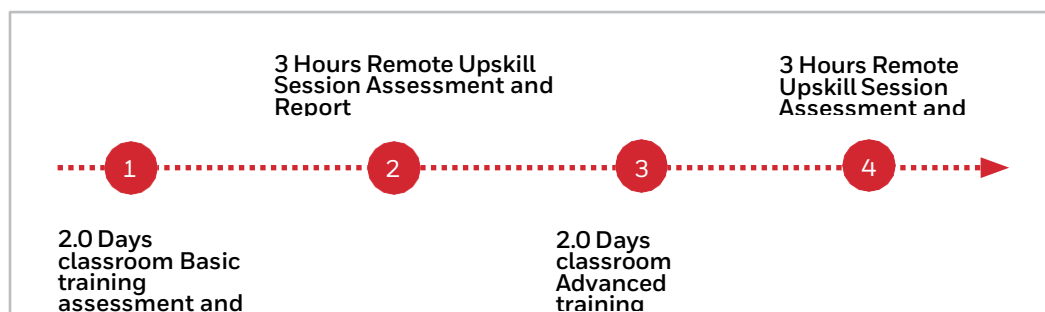 3 Hours Remote Upskill
Session Assessment and
Report
3 Hours Remote
Upskill Session
Assessment and
1
2
3
4
2.0 Days
classroom Basic
training
assessment and
2.0 Days
classroom
Advanced
training